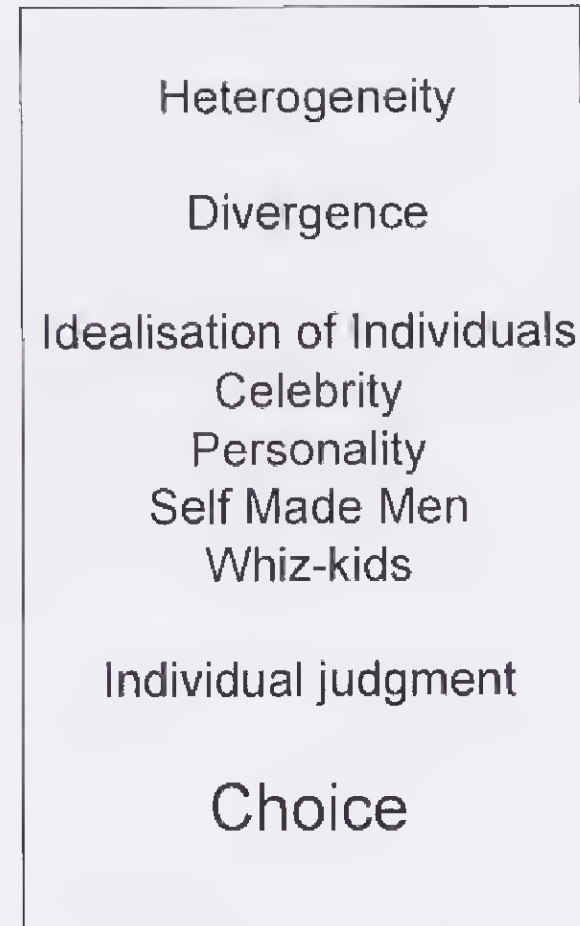 Heterogeneity
Divergence
Idealisation of Individuals
Celebrity
Personality
Self Made Men
Whiz-kids
Individual judgment
Choice